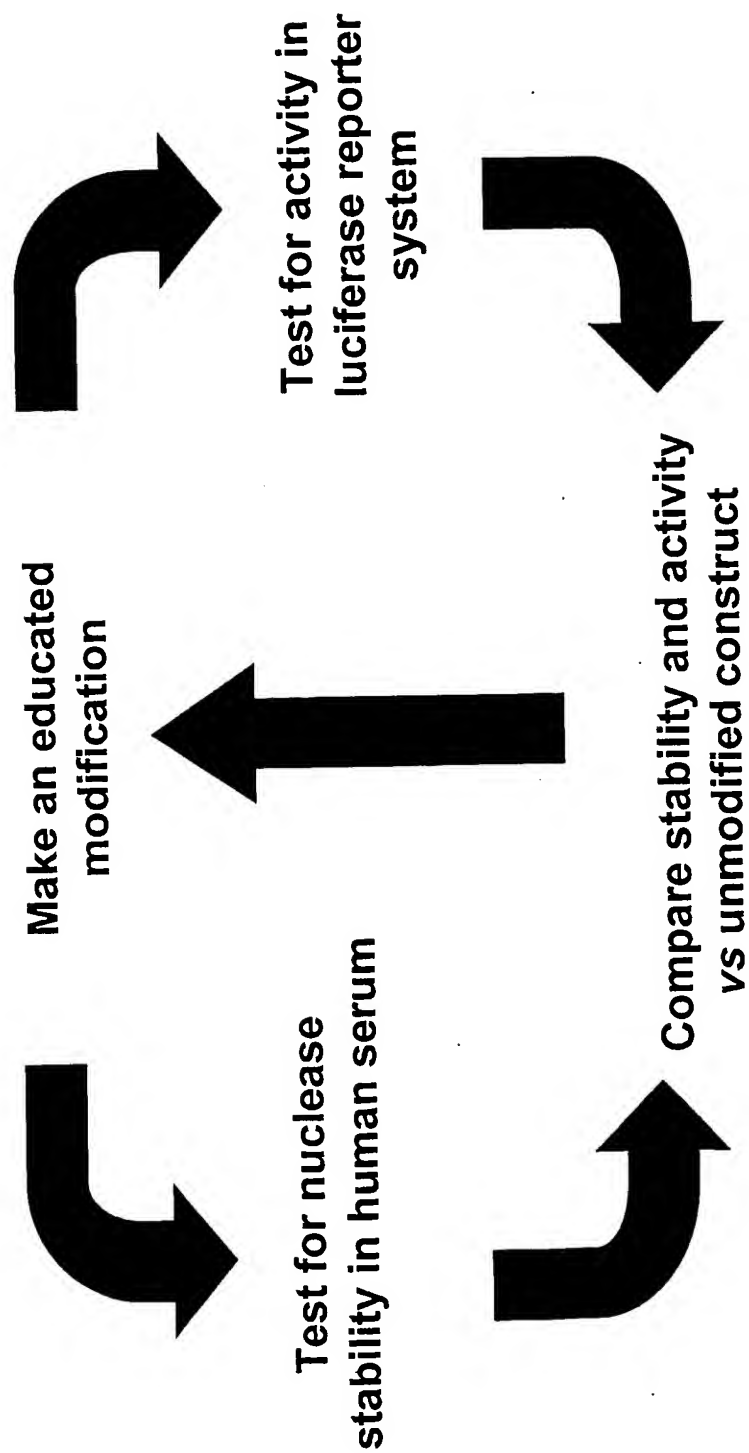 Make an educated
modification
Test for nuclease
stability in human serum
Test for activity in
luciferase reporter
system
Compare stability and activity
vs unmodified construct